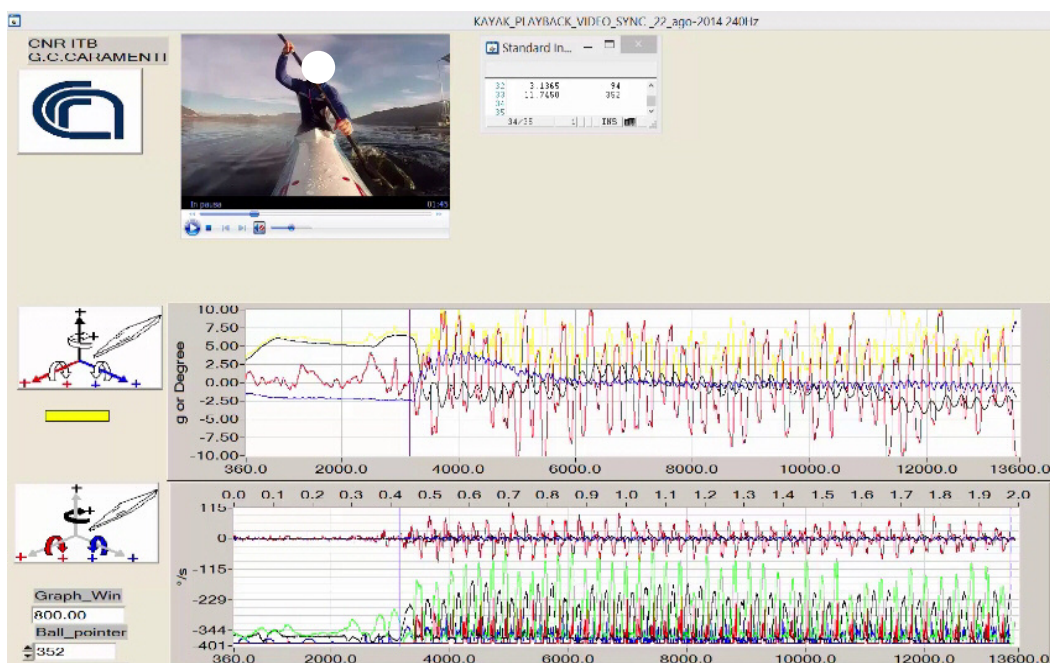 KAYAK_PLAYBACK_VIDEO_SYNC _22_ago-2014 240Hz
CNR ITB
G.C.CARAMENTI
Standard In...
32 3.1365 94
33 11.7450 352
34
35
34/35 1 INS
In pausa 01:45
10.00
7.50
5.00
2.50
0.00
-2.50
-5.00
-7.50
-10.00
g or Degree
360.0 2000.0 4000.0 6000.0 8000.0 10000.0 12000.0 13600.0
0.0 0.1 0.2 0.3 0.4 0.5 0.6 0.7 0.8 0.9 1.0 1.1 1.2 1.3 1.4 1.5 1.6 1.7 1.8 1.9 2.0
115
0
-115
-229
-344
-401
°/s
360.0 2000.0 4000.0 6000.0 8000.0 10000.0 12000.0 13600.0
Graph_Win
800.00
Ball_pointer
352